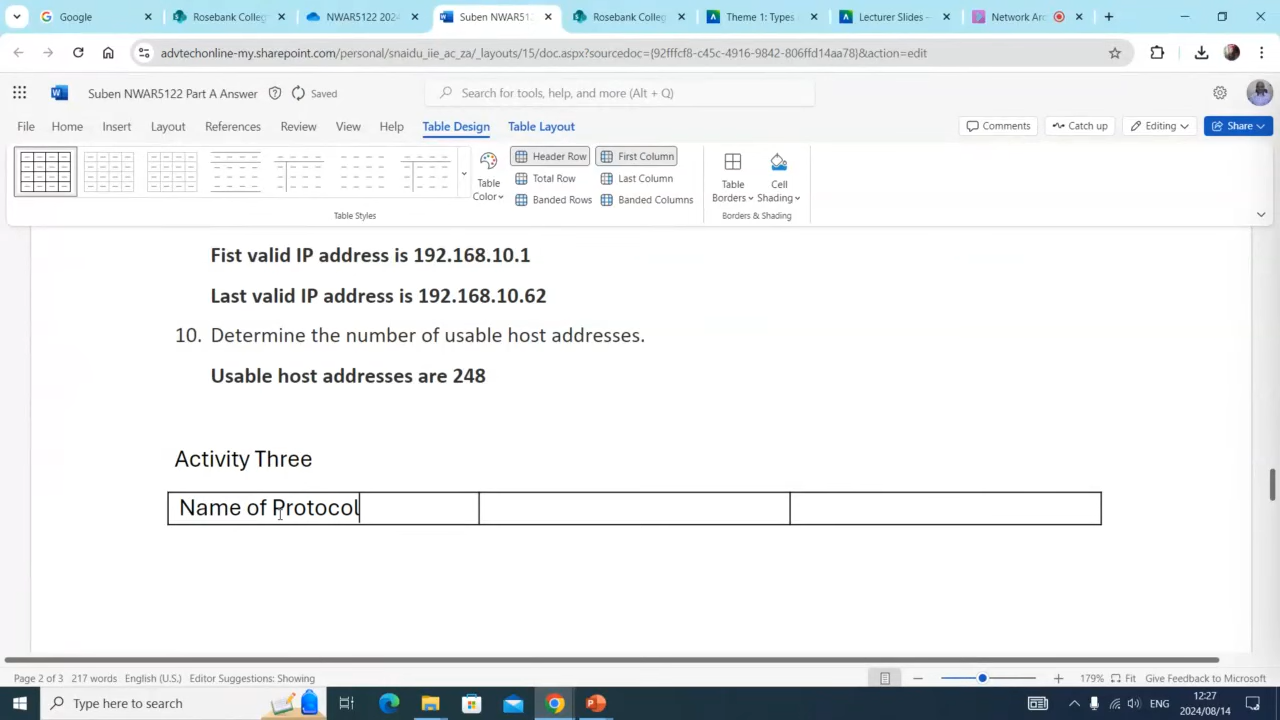 Google
Rosebank Colleg
NWAR5122 202
Suben NWAR51
Rosebank Colleg
Theme 1: Types
Lecturer Slides –
Network Arc
advtechonline-my.sharepoint.com/personal/snaidu_iie_ac_za/_layouts/15/doc.aspx?sourcedoc={92fffcf8-c45c-4916-9842-806ffd14aa78}&action=edit
Suben NWAR5122 Part A Answer
Saved
Search for tools, help, and more (Alt + Q)
File Home Insert Layout References Review View Help Table Design Table Layout
Comments Catch up Editing Share
Table Color
Header Row First Column
Total Row Last Column
Banded Rows Banded Columns
Table Borders
Cell Shading
Table Styles
Borders & Shading
Fist valid IP address is 192.168.10.1
Last valid IP address is 192.168.10.62
10. Determine the number of usable host addresses.
Usable host addresses are 248
Activity Three
Name of Protocol
Page 2 of 3 217 words English (U.S.) Editor Suggestions: Showing
179% Fit Give Feedback to Microsoft
Type here to search
ENG
12:27
2024/08/14